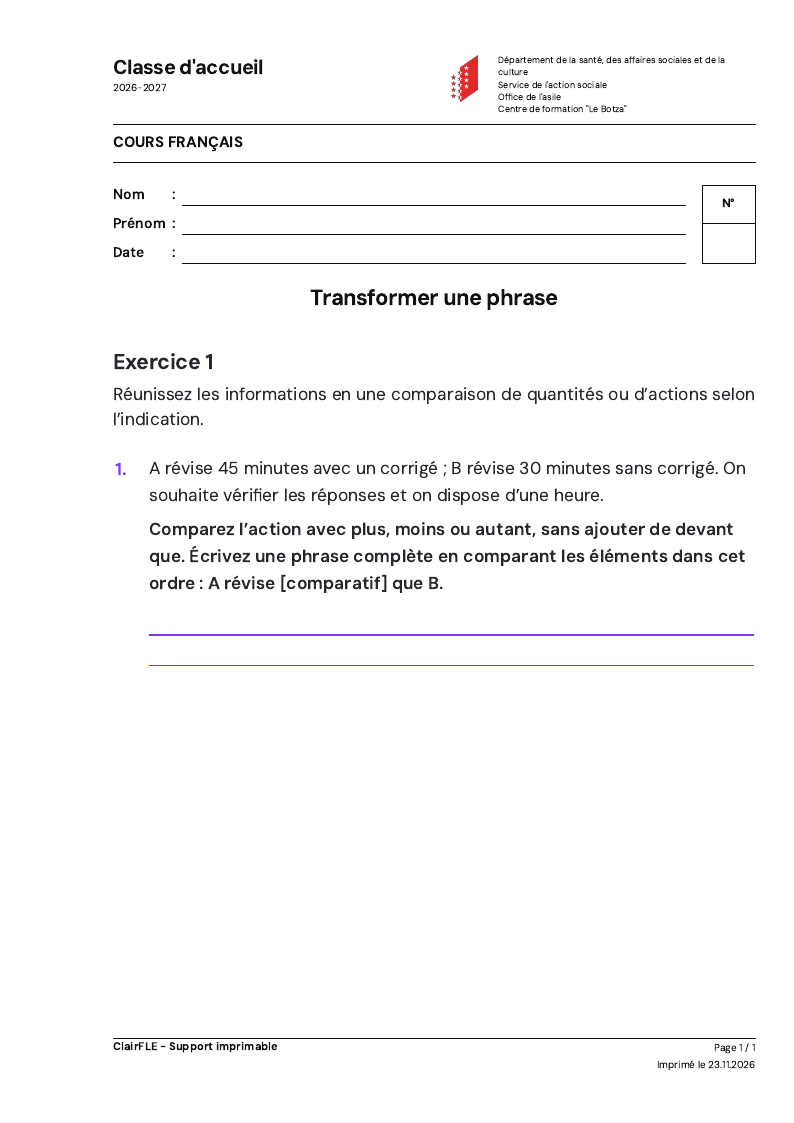 Classe d'accueil
2026-2027
Département de la santé, des affaires sociales et de la
culture
Service de l'action sociale
Office de l'asile
Centre de formation "Le Botza"
COURS FRANÇAIS
Nom :
Prénom :
Date :
N°
Transformer une phrase
Exercice 1
Réunissez les informations en une comparaison de quantités ou d’actions selon
l’indication.
1. A révise 45 minutes avec un corrigé ; B révise 30 minutes sans corrigé. On
souhaite vérifier les réponses et on dispose d’une heure.
Comparez l’action avec plus, moins ou autant, sans ajouter de devant
que. Écrivez une phrase complète en comparant les éléments dans cet
ordre : A révise [comparatif] que B.
ClairFLE - Support imprimable
Page 1 / 1
Imprimé le 23.11.2026